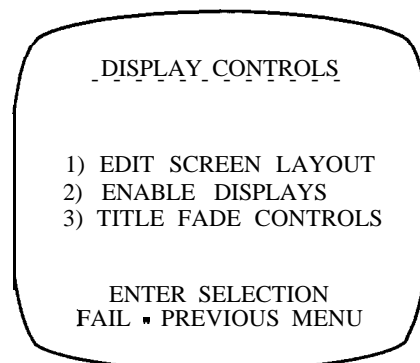 DISPLAY CONTROLS
1) EDIT SCREEN LAYOUT
2) ENABLE DISPLAYS
3) TITLE FADE CONTROLS
ENTER SELECTION
FAIL - PREVIOUS MENU